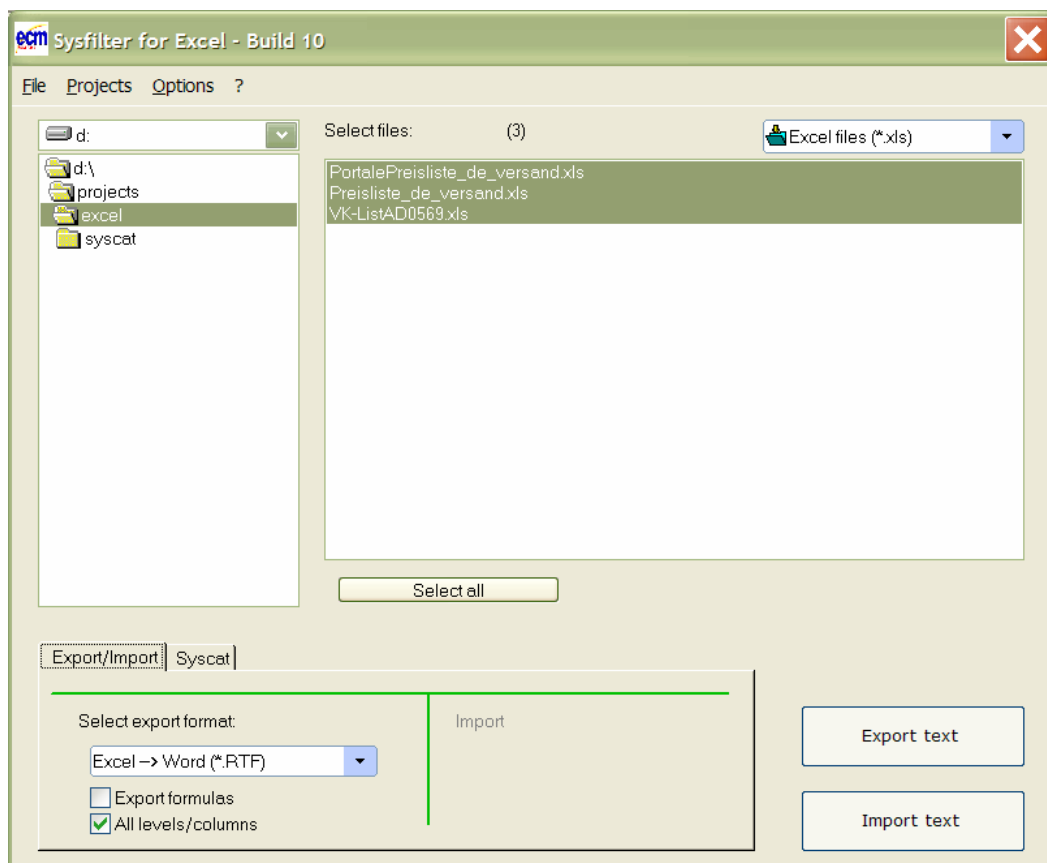 ecm Sysfilter for Excel - Build 10
File Projects Options ?
d:
Select files: (3)
Excel files (*.xls)
d:\
projects
excel
syscat
PortalePreisliste_de_versand.xls
Preisliste_de_versand.xls
VK-ListAD0569.xls
Select all
Export/Import Syscat
Select export format:
Import
Excel --> Word (*.RTF)
Export formulas
All levels/columns
Export text
Import text